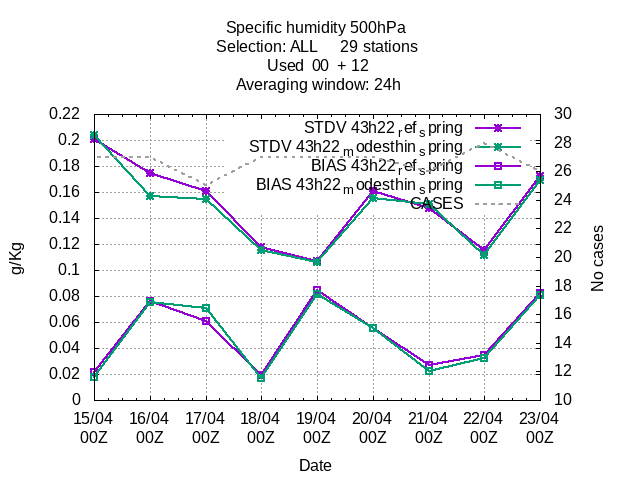 Specific humidity 500hPa
Selection: ALL 29 stations
Used 00 + 12
Averaging window: 24h
STDV 43h22refspring
STDV 43h22modesthinspring
BIAS 43h22refspring
BIAS 43h22modesthinspring
CASES
0.22
0.2
0.18
0.16
0.14
0.12
0.1
0.08
0.06
0.04
0.02
0
g/Kg
30
28
26
24
22
20
18
16
14
12
10
No cases
15/04 16/04 17/04 18/04 19/04 20/04 21/04 22/04 23/04
00Z 00Z 00Z 00Z 00Z 00Z 00Z 00Z 00Z
Date